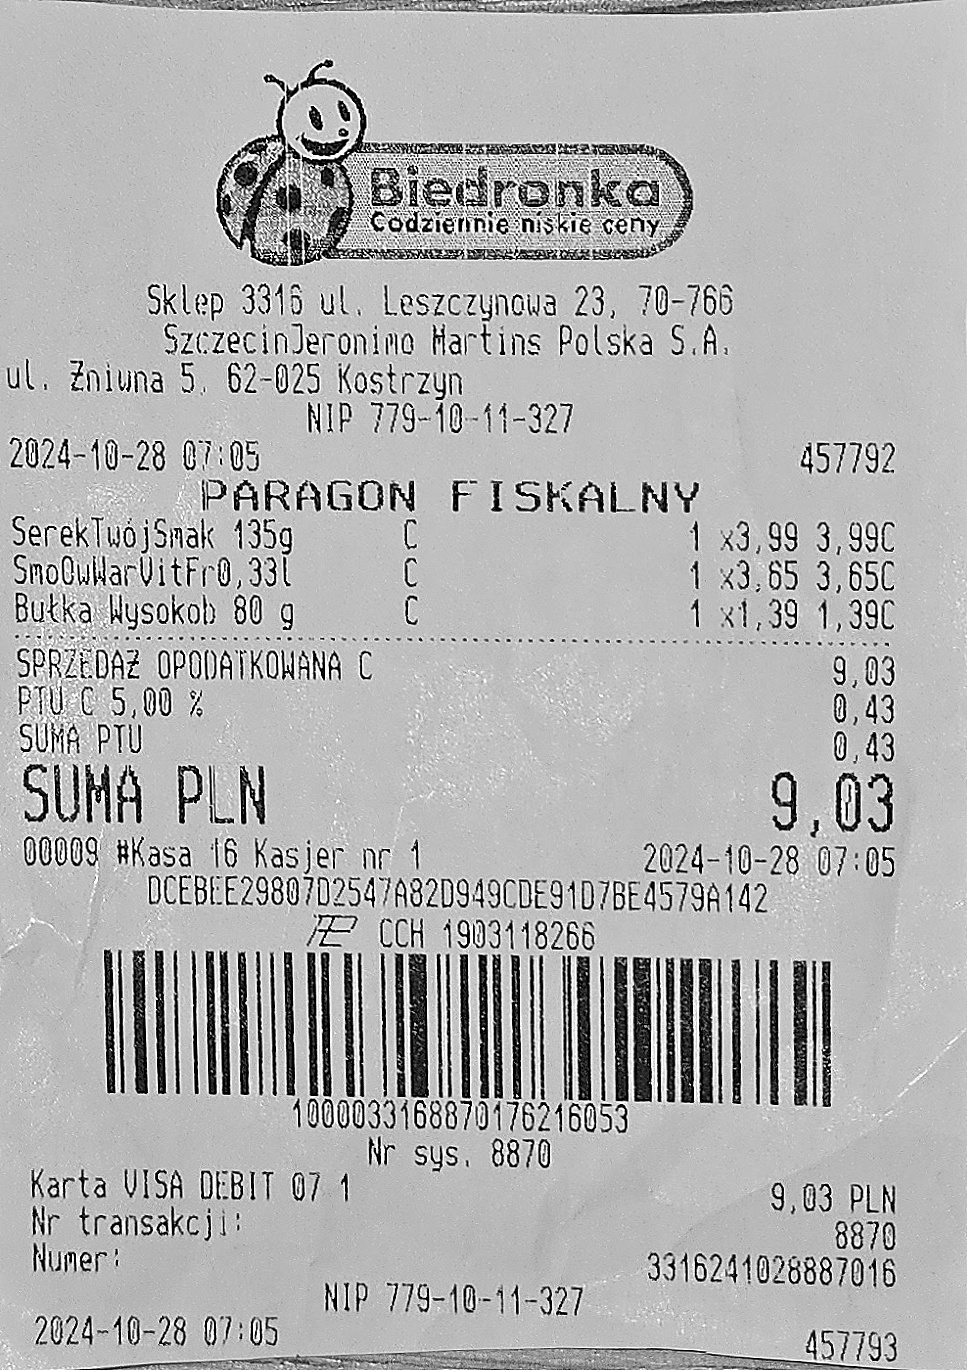 Biedronka
Codziennie niskie ceny
Sklep 3316 ul. Leszczynowa 23, 70-766
SzczecinJeronimo Martins Polska S.A.
ul. Żniwna 5, 62-025 Kostrzyn
NIP 779-10-11-327
2024-10-28 07:05 457792
PARAGON FISKALNY
SerekTwójSmak 135g C 1 x3,99 3,99C
SmoOwWarVitFr0,33l C 1 x3,65 3,65C
Bułka Wysokob 80 g C 1 x1,39 1,39C
SPRZEDAŻ OPODATKOWANA C 9,03
PTU C 5,00 % 0,43
SUMA PTU 0,43
SUMA PLN 9,03
00009 #Kasa 16 Kasjer nr 1 2024-10-28 07:05
DCEBEE29807D2547A82D949CDE91D7BE4579A142
CCH 1903118266
1000033168870176216053
Nr sys. 8870
Karta VISA DEBIT 07 1 9,03 PLN
Nr transakcji: 8870
Numer: 3316241028887016
NIP 779-10-11-327
2024-10-28 07:05 457793